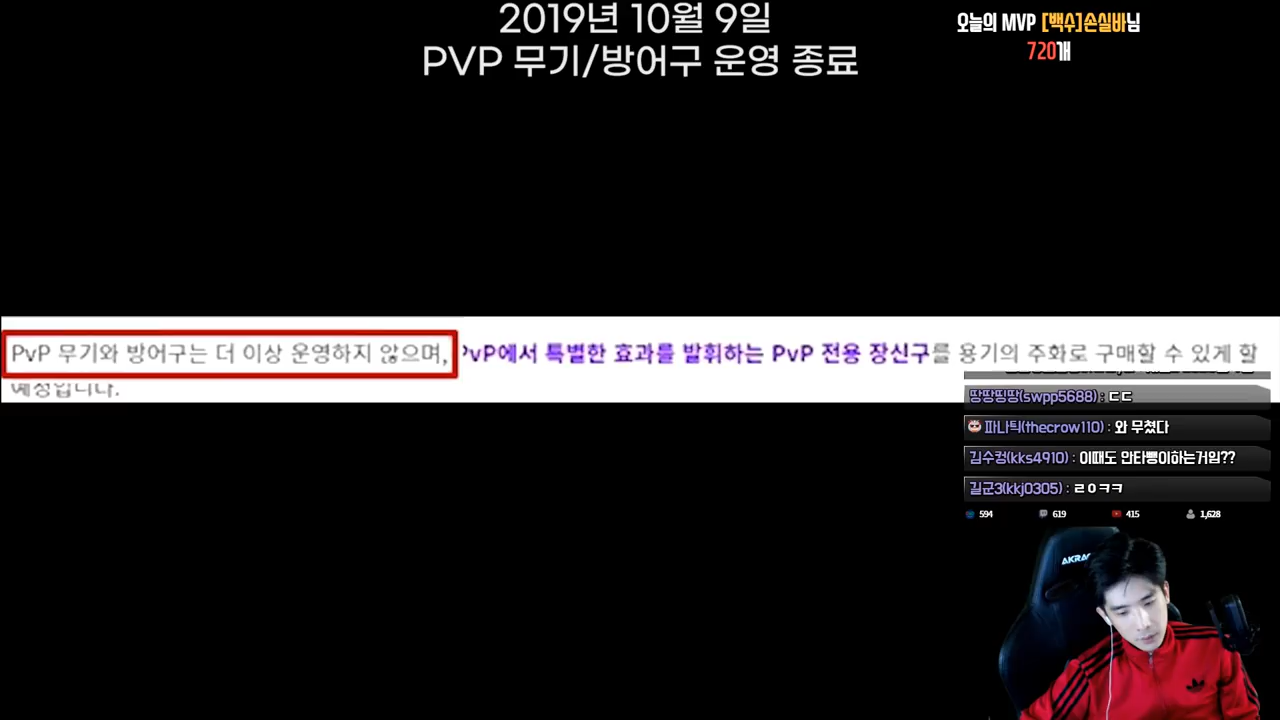 2019년 10월 9일
PVP 무기/방어구 운영 종료
오늘의 MVP [백수]손실바님
720개
PvP 무기와 방어구는 더 이상 운영하지 않으며, PvP에서 특별한 효과를 발휘하는 PvP 전용 장신구를 용기의 주화로 구매할 수 있게 할
예정입니다.
땅땅띵땅(swpp5688) : ㄷㄷ
파나틱(thecrow110) : 와 무쳤다
김수컹(kks4910) : 이때도 안타뺑이하는거임??
길군3(kkj0305) : ㄹㅇㅋㅋ
594 619 415 1,628